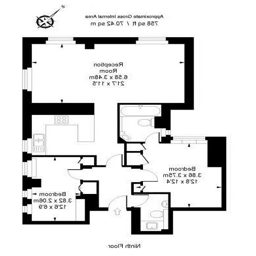 Approximate Gross Internal Area
758 sq / ft / 70.42 sq m
Reception
Room
6.58 x 3.48m
21'7 x 11'5
Bedroom
3.86 x 3.75m
12'8 x 12'4
Bedroom
3.82 x 2.06m
12'6 x 6'9
IN
Ninth Floor